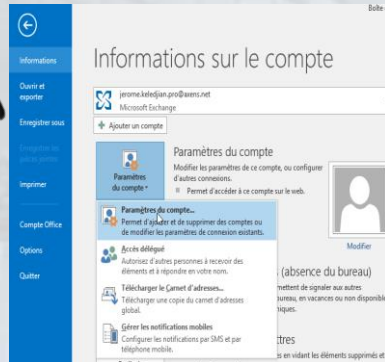 Boîte
Informations
Informations sur le compte
Ouvrir et
exporter
jerome.keledjian.pro@axens.net
Microsoft Exchange
Enregistrer sous
Ajouter un compte
Enregistrer les
pièces jointes
Imprimer
Compte Office
Options
Quitter
Paramètres
du compte
Paramètres du compte
Modifier les paramètres de ce compte, ou configurer
d'autres connexions.
Permet d'accéder à ce compte sur le web.
Modifier
Paramètres du compte...
Permet d'ajouter et de supprimer des comptes ou
de modifier les paramètres de connexion existants.
Accès délégué
Autorisez d'autres personnes à recevoir des
éléments et à répondre en votre nom.
Télécharger le Carnet d'adresses...
Télécharger une copie du carnet d'adresses
global.
Gérer les notifications mobiles
Configurer les notifications par SMS et par
téléphone mobile.
(absence du bureau)
mettent de signaler aux autres
bureau, en vacances ou non disponible
niques.
ttres
es en vidant les éléments supprimés et